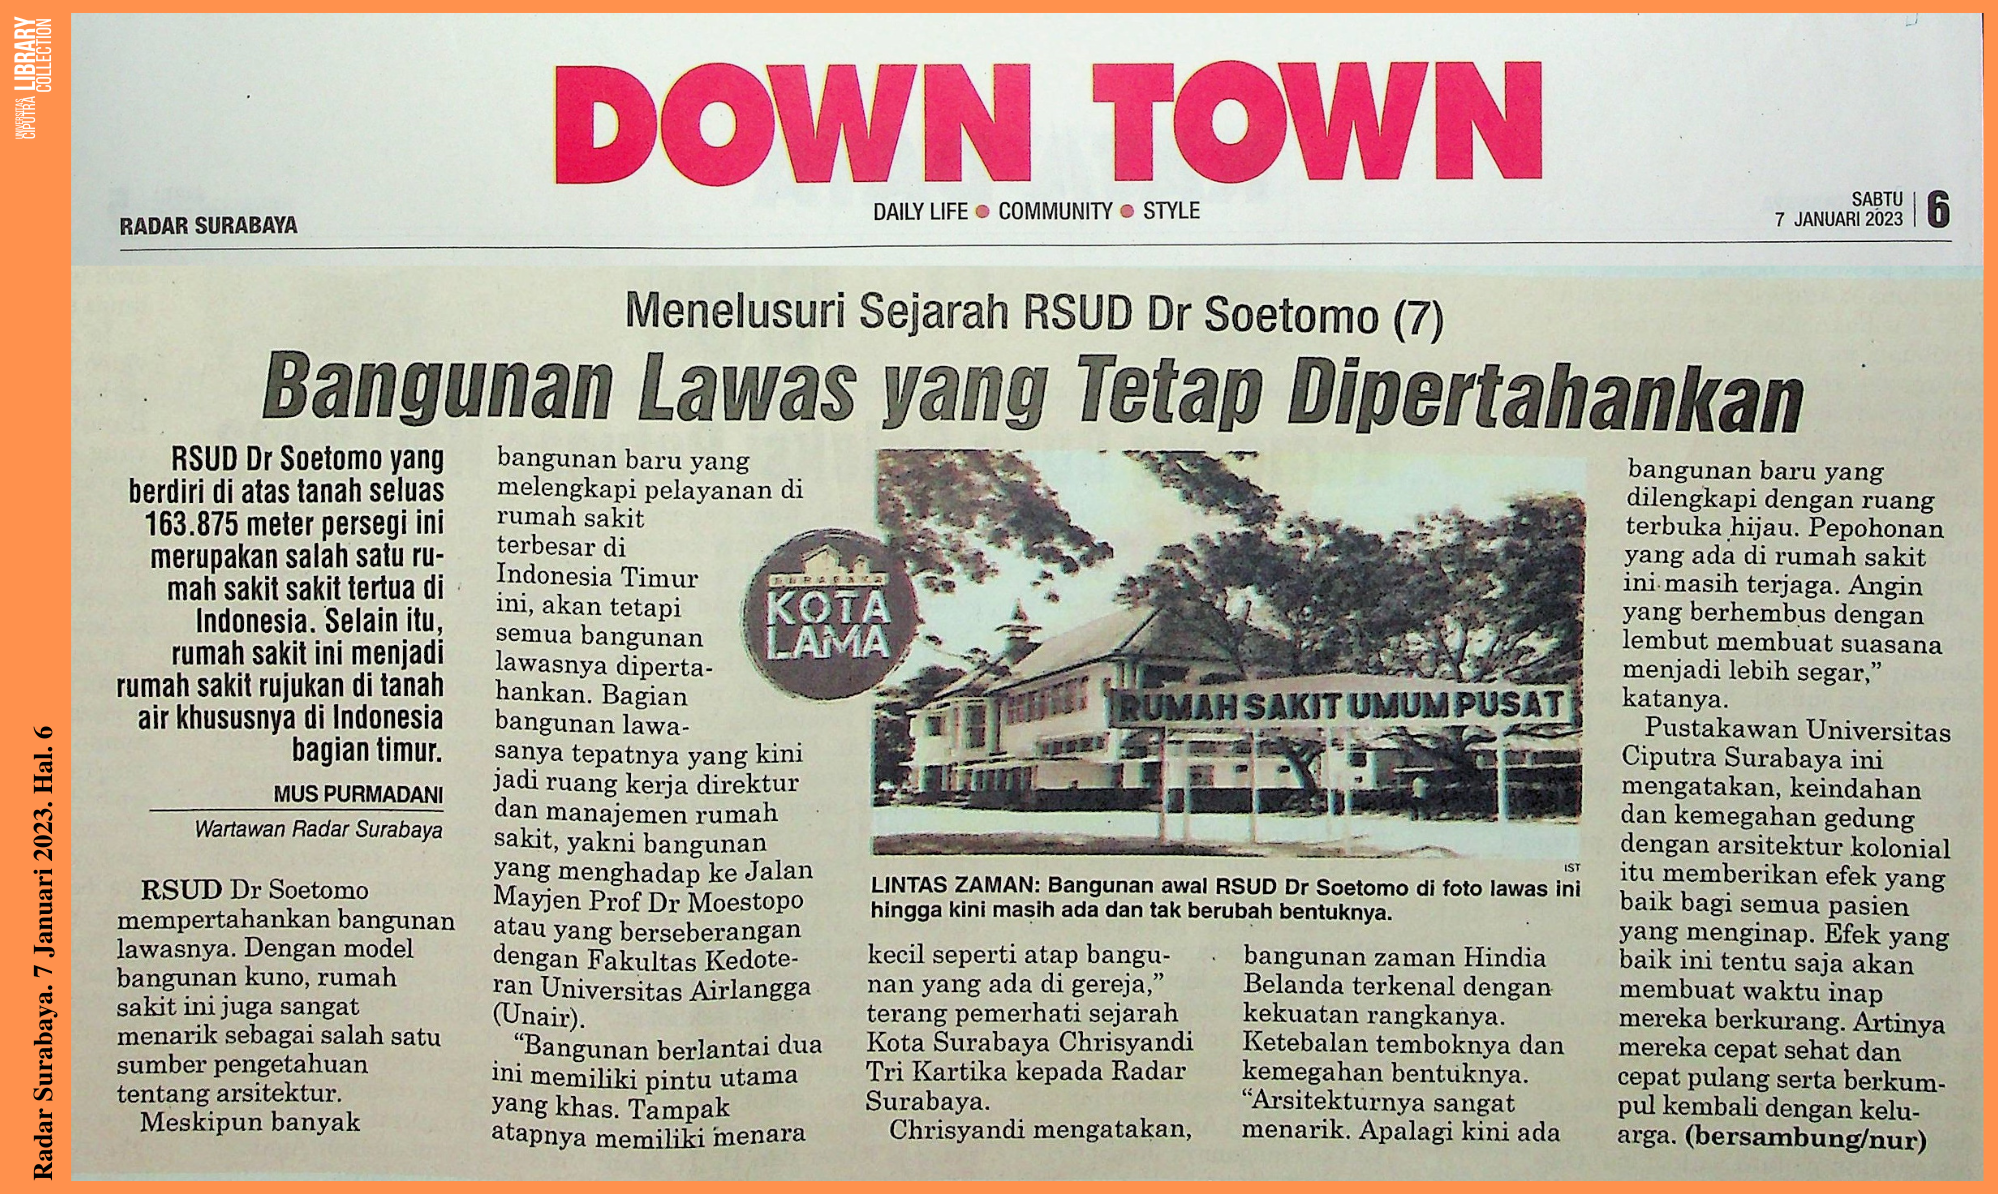 UNIVERSITAS
CIPUTRA
LIBRARY
COLLECTION
Radar Surabaya. 7 Januari 2023. Hal. 6
DOWN TOWN
DAILY LIFE ● COMMUNITY ● STYLE
RADAR SURABAYA
SABTU
7 JANUARI 2023
6
Menelusuri Sejarah RSUD Dr Soetomo (7)
Bangunan Lawas yang Tetap Dipertahankan
RSUD Dr Soetomo yang
berdiri di atas tanah seluas
163.875 meter persegi ini
merupakan salah satu ru-
mah sakit sakit tertua di
Indonesia. Selain itu,
rumah sakit ini menjadi
rumah sakit rujukan di tanah
air khususnya di Indonesia
bagian timur.
MUS PURMADANI
Wartawan Radar Surabaya
RSUD Dr Soetomo
mempertahankan bangunan
lawasnya. Dengan model
bangunan kuno, rumah
sakit ini juga sangat
menarik sebagai salah satu
sumber pengetahuan
tentang arsitektur.
Meskipun banyak
bangunan baru yang
melengkapi pelayanan di
rumah sakit
terbesar di
Indonesia Timur
ini, akan tetapi
semua bangunan
lawasnya diperta-
hankan. Bagian
bangunan lawa-
sanya tepatnya yang kini
jadi ruang kerja direktur
dan manajemen rumah
sakit, yakni bangunan
yang menghadap ke Jalan
Mayjen Prof Dr Moestopo
atau yang berseberangan
dengan Fakultas Kedote-
ran Universitas Airlangga
(Unair).
“Bangunan berlantai dua
ini memiliki pintu utama
yang khas. Tampak
atapnya memiliki menara
SURABAYA
KOTA
LAMA
RUMAH SAKIT UMUM PUSAT
IST
LINTAS ZAMAN: Bangunan awal RSUD Dr Soetomo di foto lawas ini
hingga kini masih ada dan tak berubah bentuknya.
kecil seperti atap bangu-
nan yang ada di gereja,”
terang pemerhati sejarah
Kota Surabaya Chrisyandi
Tri Kartika kepada Radar
Surabaya.
Chrisyandi mengatakan,
bangunan zaman Hindia
Belanda terkenal dengan
kekuatan rangkanya.
Ketebalan temboknya dan
kemegahan bentuknya.
“Arsitekturnya sangat
menarik. Apalagi kini ada
bangunan baru yang
dilengkapi dengan ruang
terbuka hijau. Pepohonan
yang ada di rumah sakit
ini masih terjaga. Angin
yang berhembus dengan
lembut membuat suasana
menjadi lebih segar,”
katanya.
Pustakawan Universitas
Ciputra Surabaya ini
mengatakan, keindahan
dan kemegahan gedung
dengan arsitektur kolonial
itu memberikan efek yang
baik bagi semua pasien
yang menginap. Efek yang
baik ini tentu saja akan
membuat waktu inap
mereka berkurang. Artinya
mereka cepat sehat dan
cepat pulang serta berkum-
pul kembali dengan kelu-
arga. (bersambung/nur)